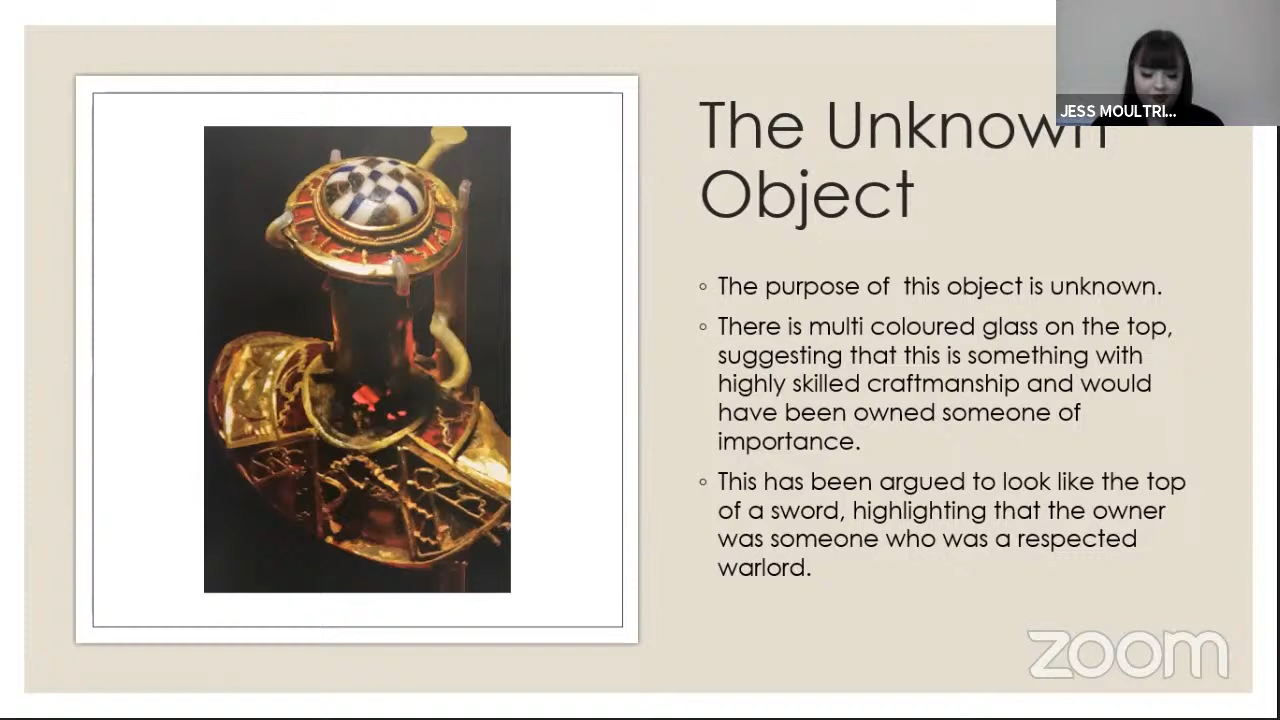 JESS MOULTRI...
The Unknown
Object
◦ The purpose of  this object is unknown.
◦ There is multi coloured glass on the top,
suggesting that this is something with
highly skilled craftmanship and would
have been owned someone of
importance.
◦ This has been argued to look like the top
of a sword, highlighting that the owner
was someone who was a respected
warlord.
zoom